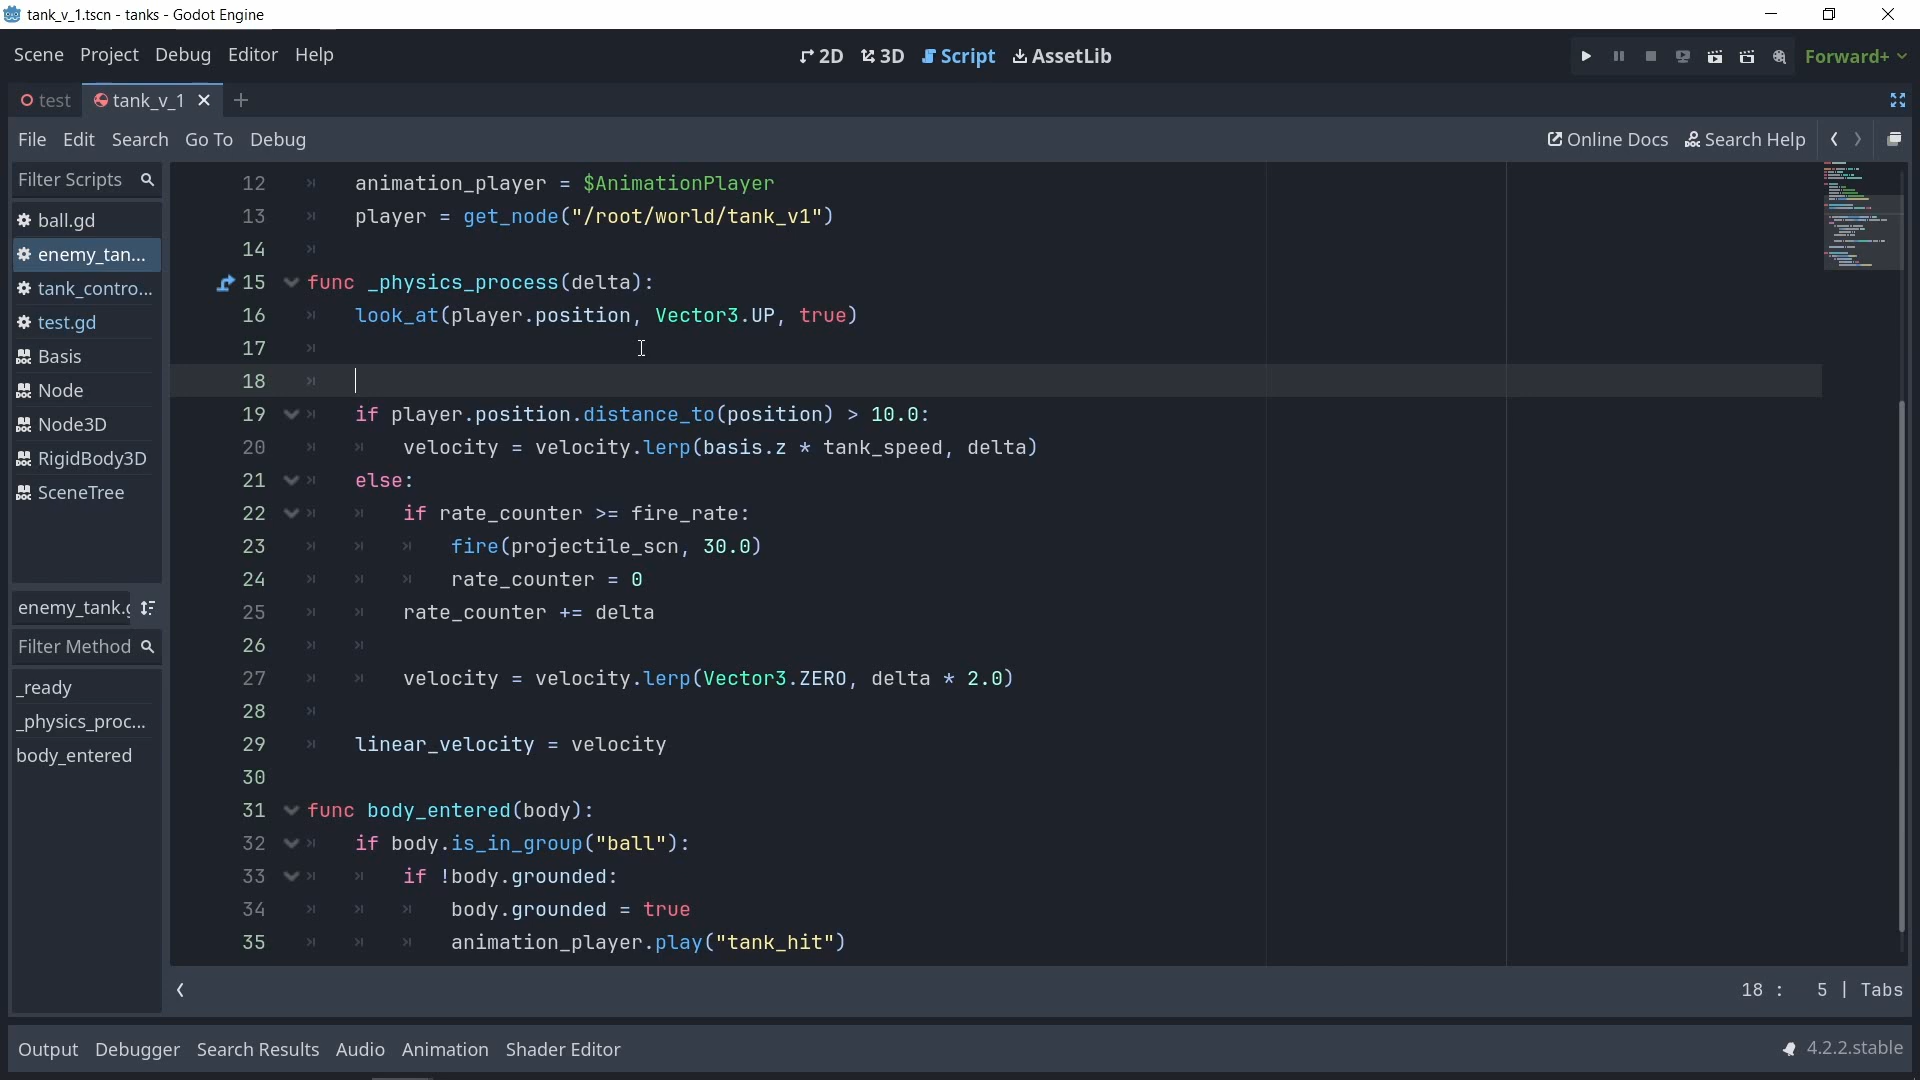 tank_v_1.tscn - tanks - Godot Engine
Scene Project Debug Editor Help
2D 3D Script AssetLib
Forward+
test
tank_v_1
File Edit Search Go To Debug
Online Docs Search Help
Filter Scripts
ball.gd
enemy_tan...
tank_contro...
test.gd
Basis
Node
Node3D
RigidBody3D
SceneTree
enemy_tank.g
Filter Method
_ready
_physics_proc...
body_entered
12 animation_player = $AnimationPlayer
13 player = get_node("/root/world/tank_v1")
14
15 func _physics_process(delta):
16 look_at(player.position, Vector3.UP, true)
17
18
19 if player.position.distance_to(position) > 10.0:
20 velocity = velocity.lerp(basis.z * tank_speed, delta)
21 else:
22 if rate_counter >= fire_rate:
23 fire(projectile_scn, 30.0)
24 rate_counter = 0
25 rate_counter += delta
26
27 velocity = velocity.lerp(Vector3.ZERO, delta * 2.0)
28
29 linear_velocity = velocity
30
31 func body_entered(body):
32 if body.is_in_group("ball"):
33 if !body.grounded:
34 body.grounded = true
35 animation_player.play("tank_hit")
18 : 5 | Tabs
Output Debugger Search Results Audio Animation Shader Editor
4.2.2.stable